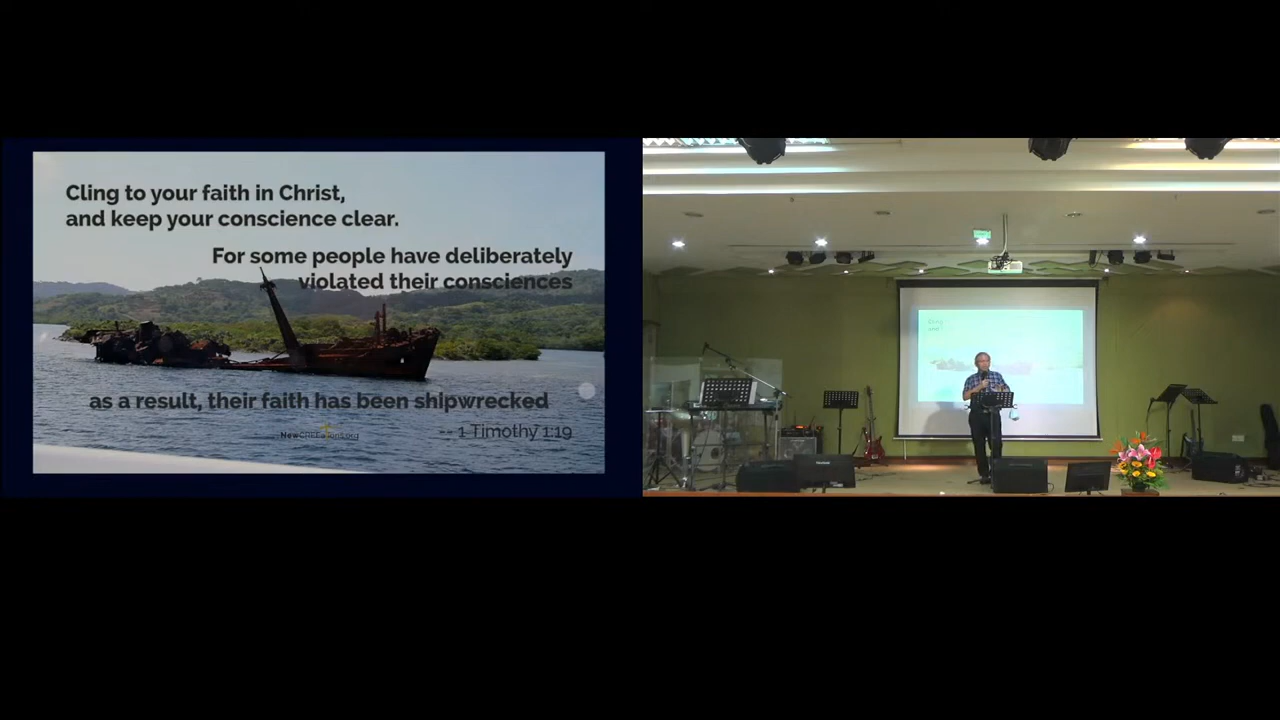 Cling to your faith in Christ,
and keep your conscience clear.
For some people have deliberately
violated their consciences
as a result, their faith has been shipwrecked
-- 1 Timothy 1:19